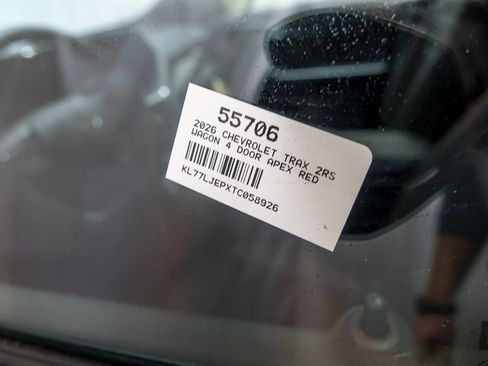 55706
2026 CHEVROLET TRAX 2RS
WAGON 4 DOOR APEX RED
KL77LJEPXTC058926